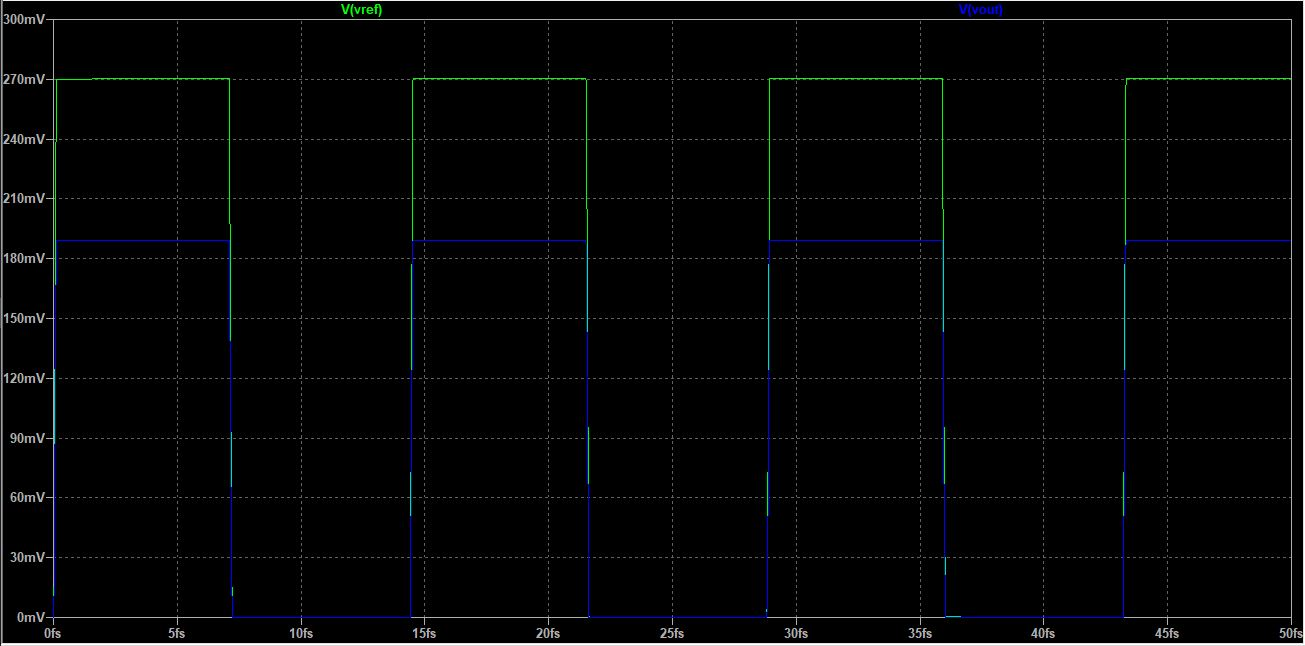 V(vref) V(vout)
300mV
270mV
240mV
210mV
180mV
150mV
120mV
90mV
60mV
30mV
0mV
0fs 5fs 10fs 15fs 20fs 25fs 30fs 35fs 40fs 45fs 50fs